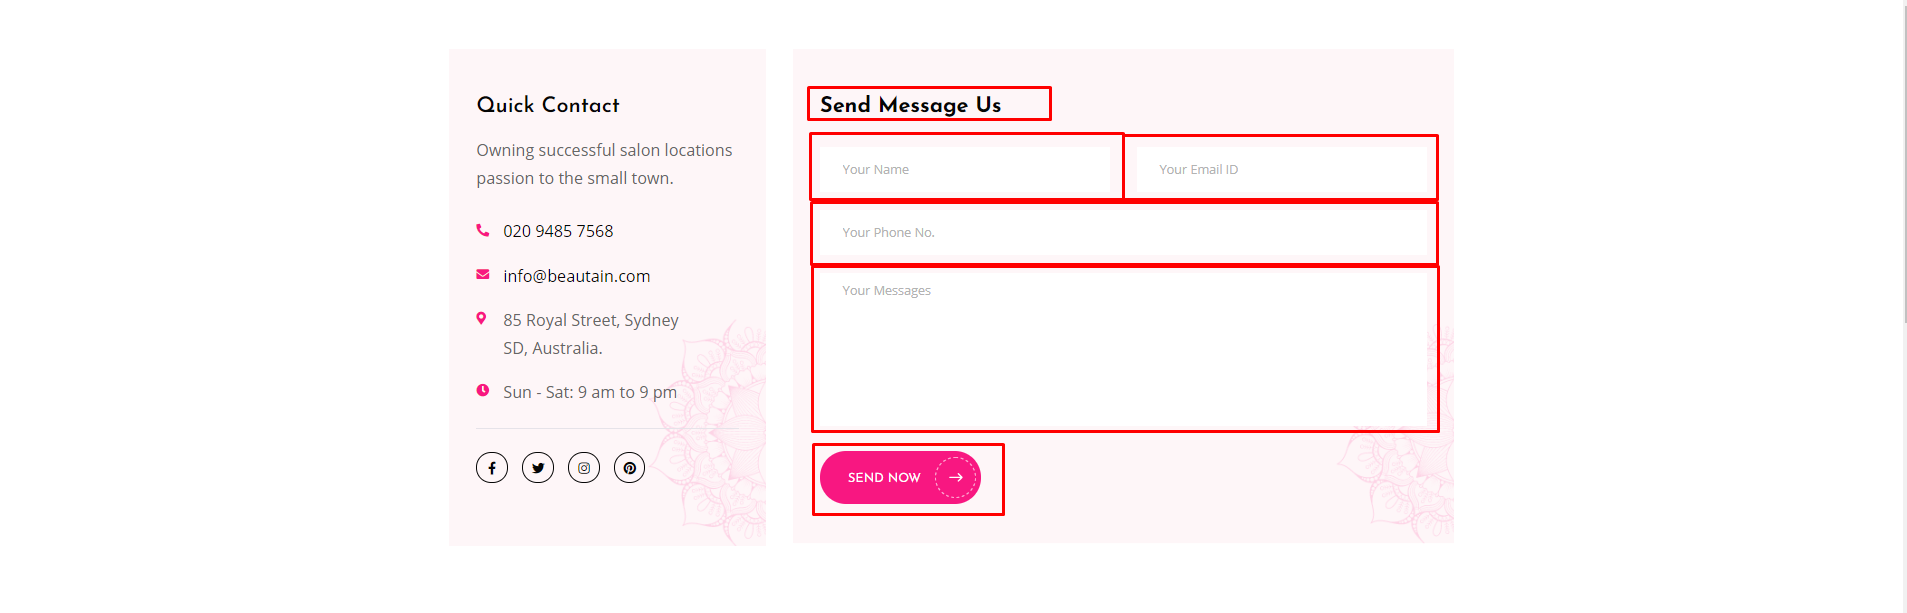 Quick Contact
Owning successful salon locations
passion to the small town.
020 9485 7568
info@beautain.com
85 Royal Street, Sydney
SD, Australia.
Sun - Sat: 9 am to 9 pm
Send Message Us
Your Name
Your Email ID
Your Phone No.
Your Messages
SEND NOW